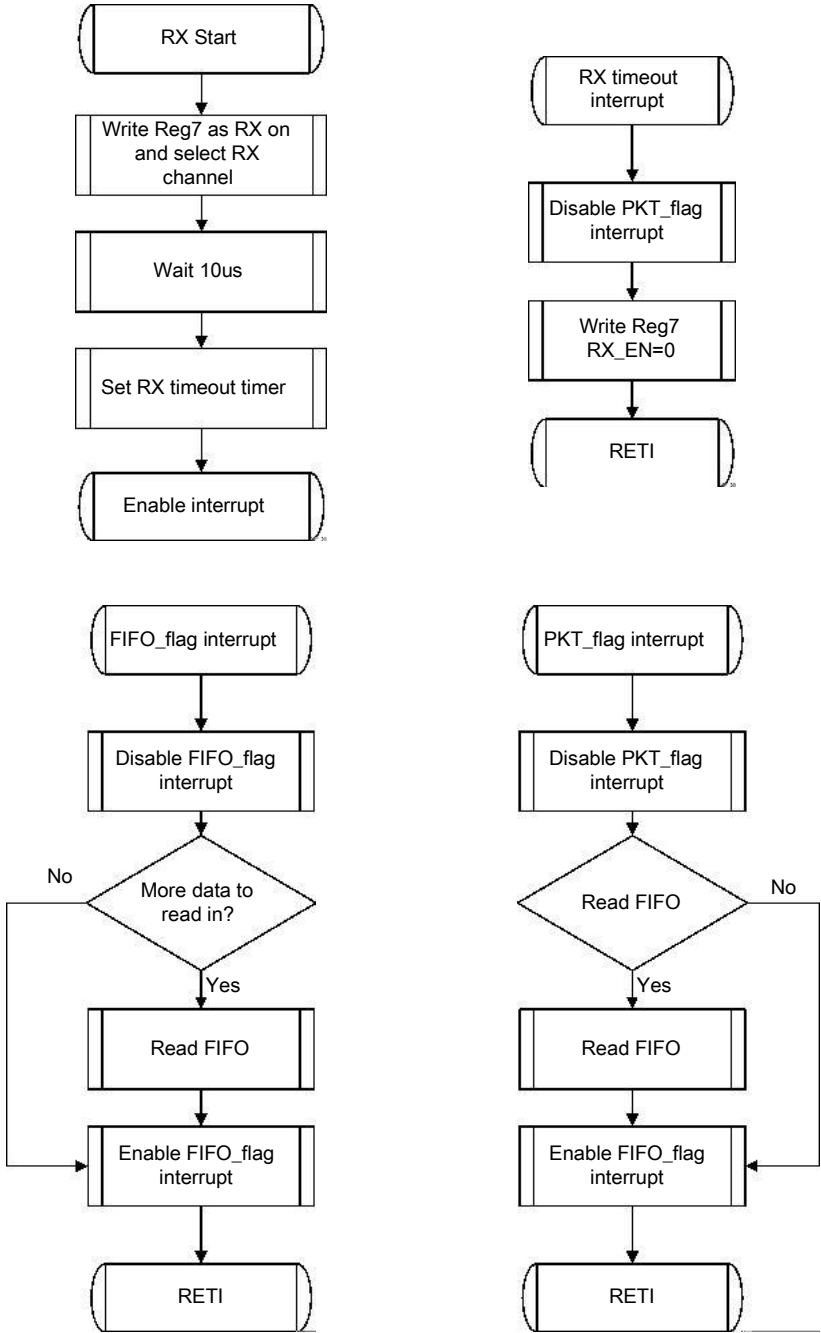 RX Start
Write Reg7 as RX on
and select RX
channel
Wait 10us
Set RX timeout timer
Enable interrupt
RX timeout
interrupt
Disable PKT_flag
interrupt
Write Reg7
RX_EN=0
RETI
FIFO_flag interrupt
Disable FIFO_flag
interrupt
No
More data to
read in?
Yes
Read FIFO
Enable FIFO_flag
interrupt
RETI
PKT_flag interrupt
Disable PKT_flag
interrupt
Read FIFO
No
Yes
Read FIFO
Enable FIFO_flag
interrupt
RETI